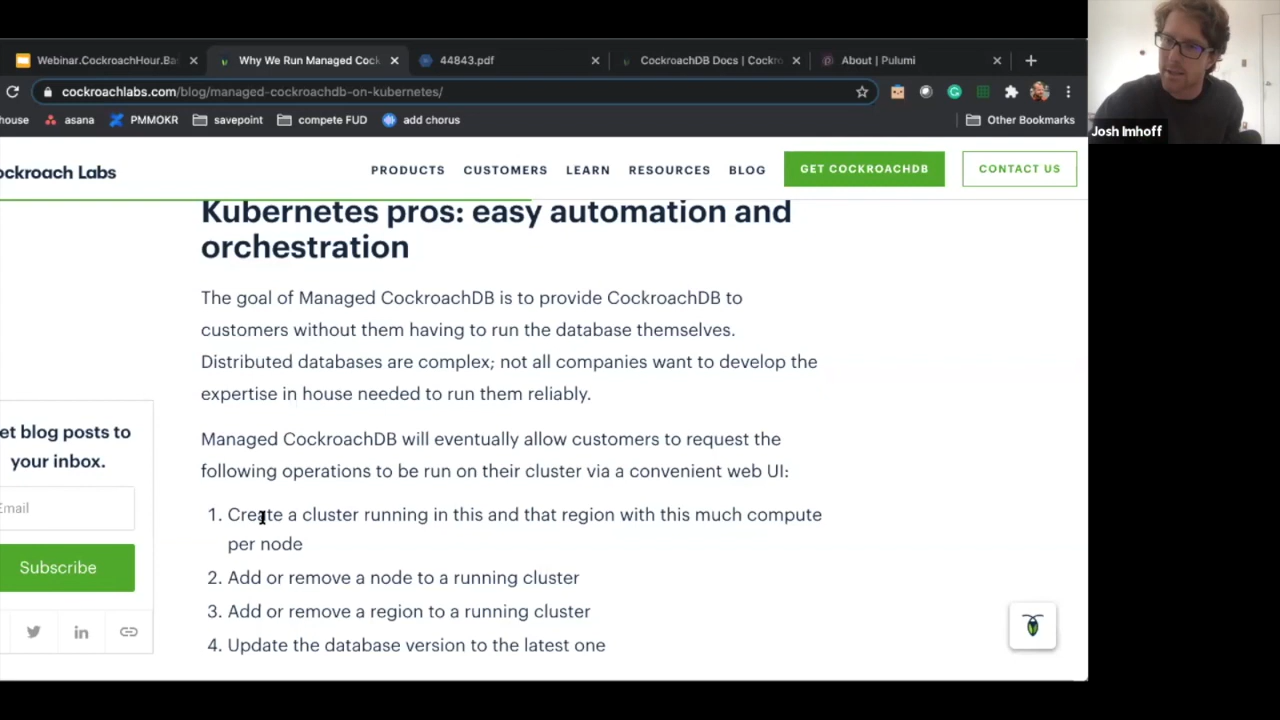 Webinar.CockroachHour.Ba
Why We Run Managed Cock
44843.pdf
CockroachDB Docs | Cockro
About | Pulumi
cockroachlabs.com/blog/managed-cockroachdb-on-kubernetes/
house
asana
PMMOKR
savepoint
compete FUD
add chorus
Other Bookmarks
Josh Imhoff
ockroach Labs
PRODUCTS
CUSTOMERS
LEARN
RESOURCES
BLOG
GET COCKROACHDB
CONTACT US
Kubernetes pros: easy automation and
orchestration
The goal of Managed CockroachDB is to provide CockroachDB to
customers without them having to run the database themselves.
Distributed databases are complex; not all companies want to develop the
expertise in house needed to run them reliably.
Managed CockroachDB will eventually allow customers to request the
following operations to be run on their cluster via a convenient web UI:
1. Create a cluster running in this and that region with this much compute
per node
2. Add or remove a node to a running cluster
3. Add or remove a region to a running cluster
4. Update the database version to the latest one
et blog posts to
your inbox.
Email
Subscribe